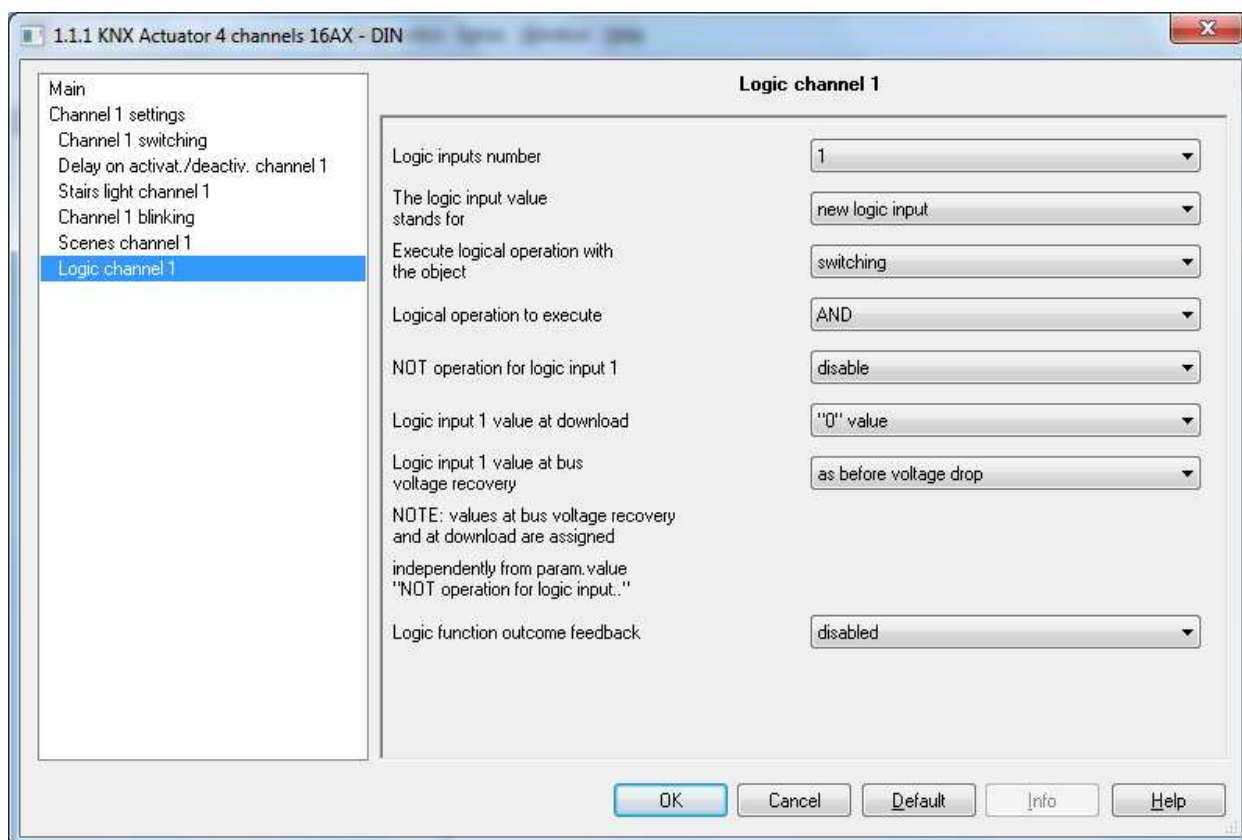 1.1.1 KNX Actuator 4 channels 16AX - DIN
Main
Channel 1 settings
Channel 1 switching
Delay on activat./deactiv. channel 1
Stairs light channel 1
Channel 1 blinking
Scenes channel 1
Logic channel 1
Logic channel 1
Logic inputs number
1
The logic input value
stands for
new logic input
Execute logical operation with
the object
switching
Logical operation to execute
AND
NOT operation for logic input 1
disable
Logic input 1 value at download
"0" value
Logic input 1 value at bus
voltage recovery
as before voltage drop
NOTE: values at bus voltage recovery
and at download are assigned
independently from param.value
"NOT operation for logic input.."
Logic function outcome feedback
disabled
OK
Cancel
Default
Info
Help